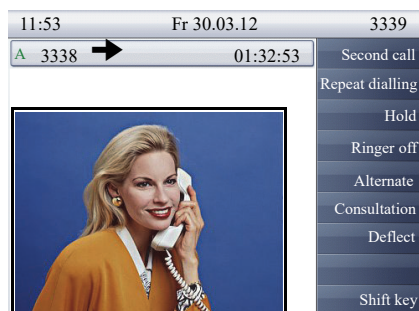 11:53 Fr 30.03.12 3339
A 3338 01:32:53
Second call
Repeat dialling
Hold
Ringer off
Alternate
Consultation
Deflect
Shift key